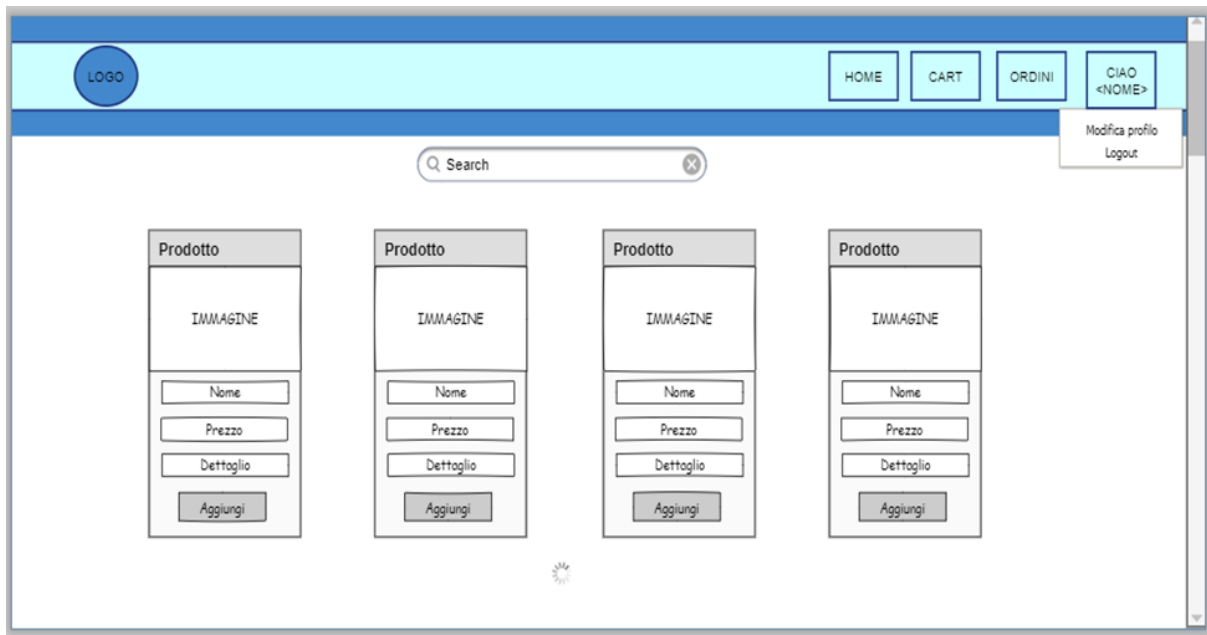 LOGO
HOME
CART
ORDINI
CIAO
<NOME>
Modifica profilo
Logout
Search
Prodotto
IMMAGINE
Nome
Prezzo
Dettaglio
Aggiungi
Prodotto
IMMAGINE
Nome
Prezzo
Dettaglio
Aggiungi
Prodotto
IMMAGINE
Nome
Prezzo
Dettaglio
Aggiungi
Prodotto
IMMAGINE
Nome
Prezzo
Dettaglio
Aggiungi